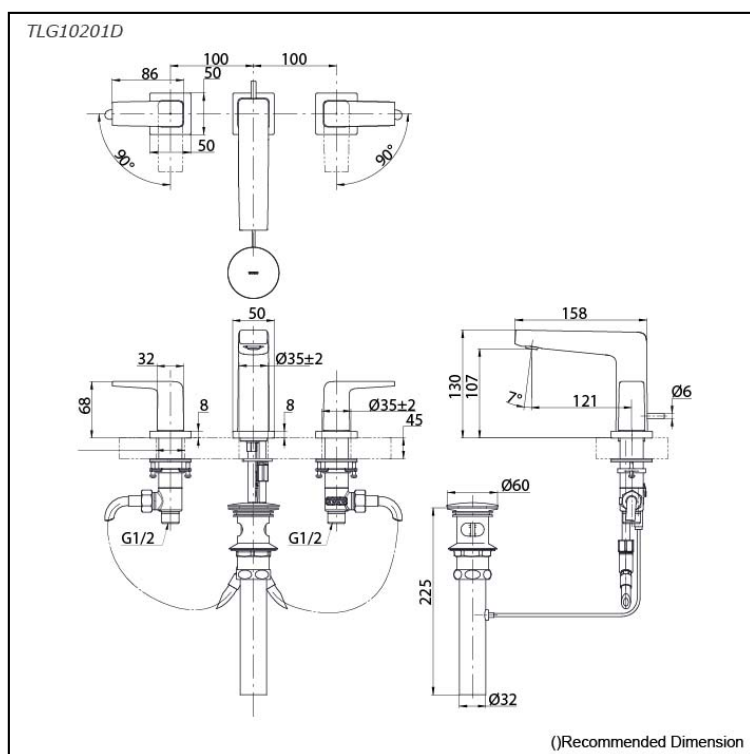 TLG10201D
100 100
86 50
50
90° 90°
50 158
32 Ø35±2
68 8 8 Ø35±2 45
130 107 7° 121 Ø6
G1/2 G1/2
Ø60
225
Ø32
()Recommended Dimension